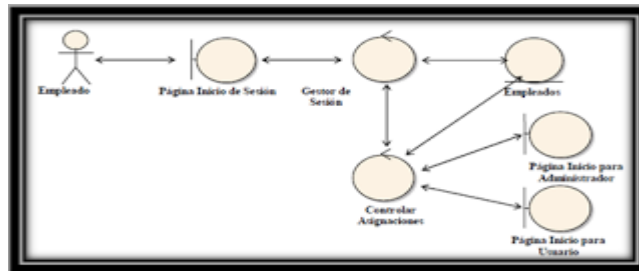 Empleado
Página Inicio de Sesión
Gestor de
Sesión
Empleados
Página Inicio para
Administrador
Controlar
Asignaciones
Página Inicio para
Usuario